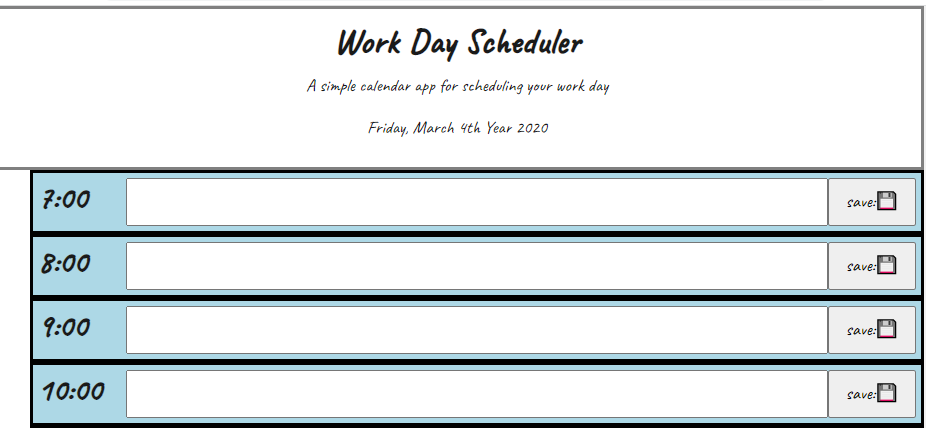 Work Day Scheduler
A simple calendar app for scheduling your work day
Friday, March 4th Year 2020
7:00 save:💾
8:00 save:💾
9:00 save:💾
10:00 save:💾